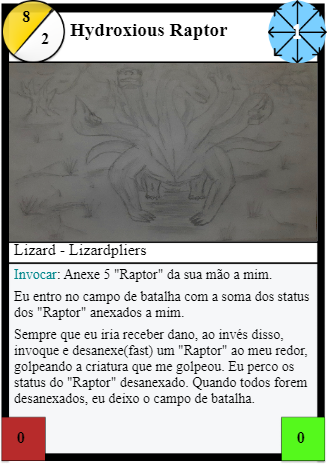 8
2
Hydroxious Raptor
1
Lizard - Lizardpliers
Invocar: Anexe 5 "Raptor" da sua mão a mim.
Eu entro no campo de batalha com a soma dos status
dos "Raptor" anexados a mim.
Sempre que eu iria receber dano, ao invés disso,
invoque e desanexe(fast) um "Raptor" ao meu redor,
golpeando a criatura que me golpeou. Eu perco os
status do "Raptor" desanexado. Quando todos forem
desanexados, eu deixo o campo de batalha.
0
0